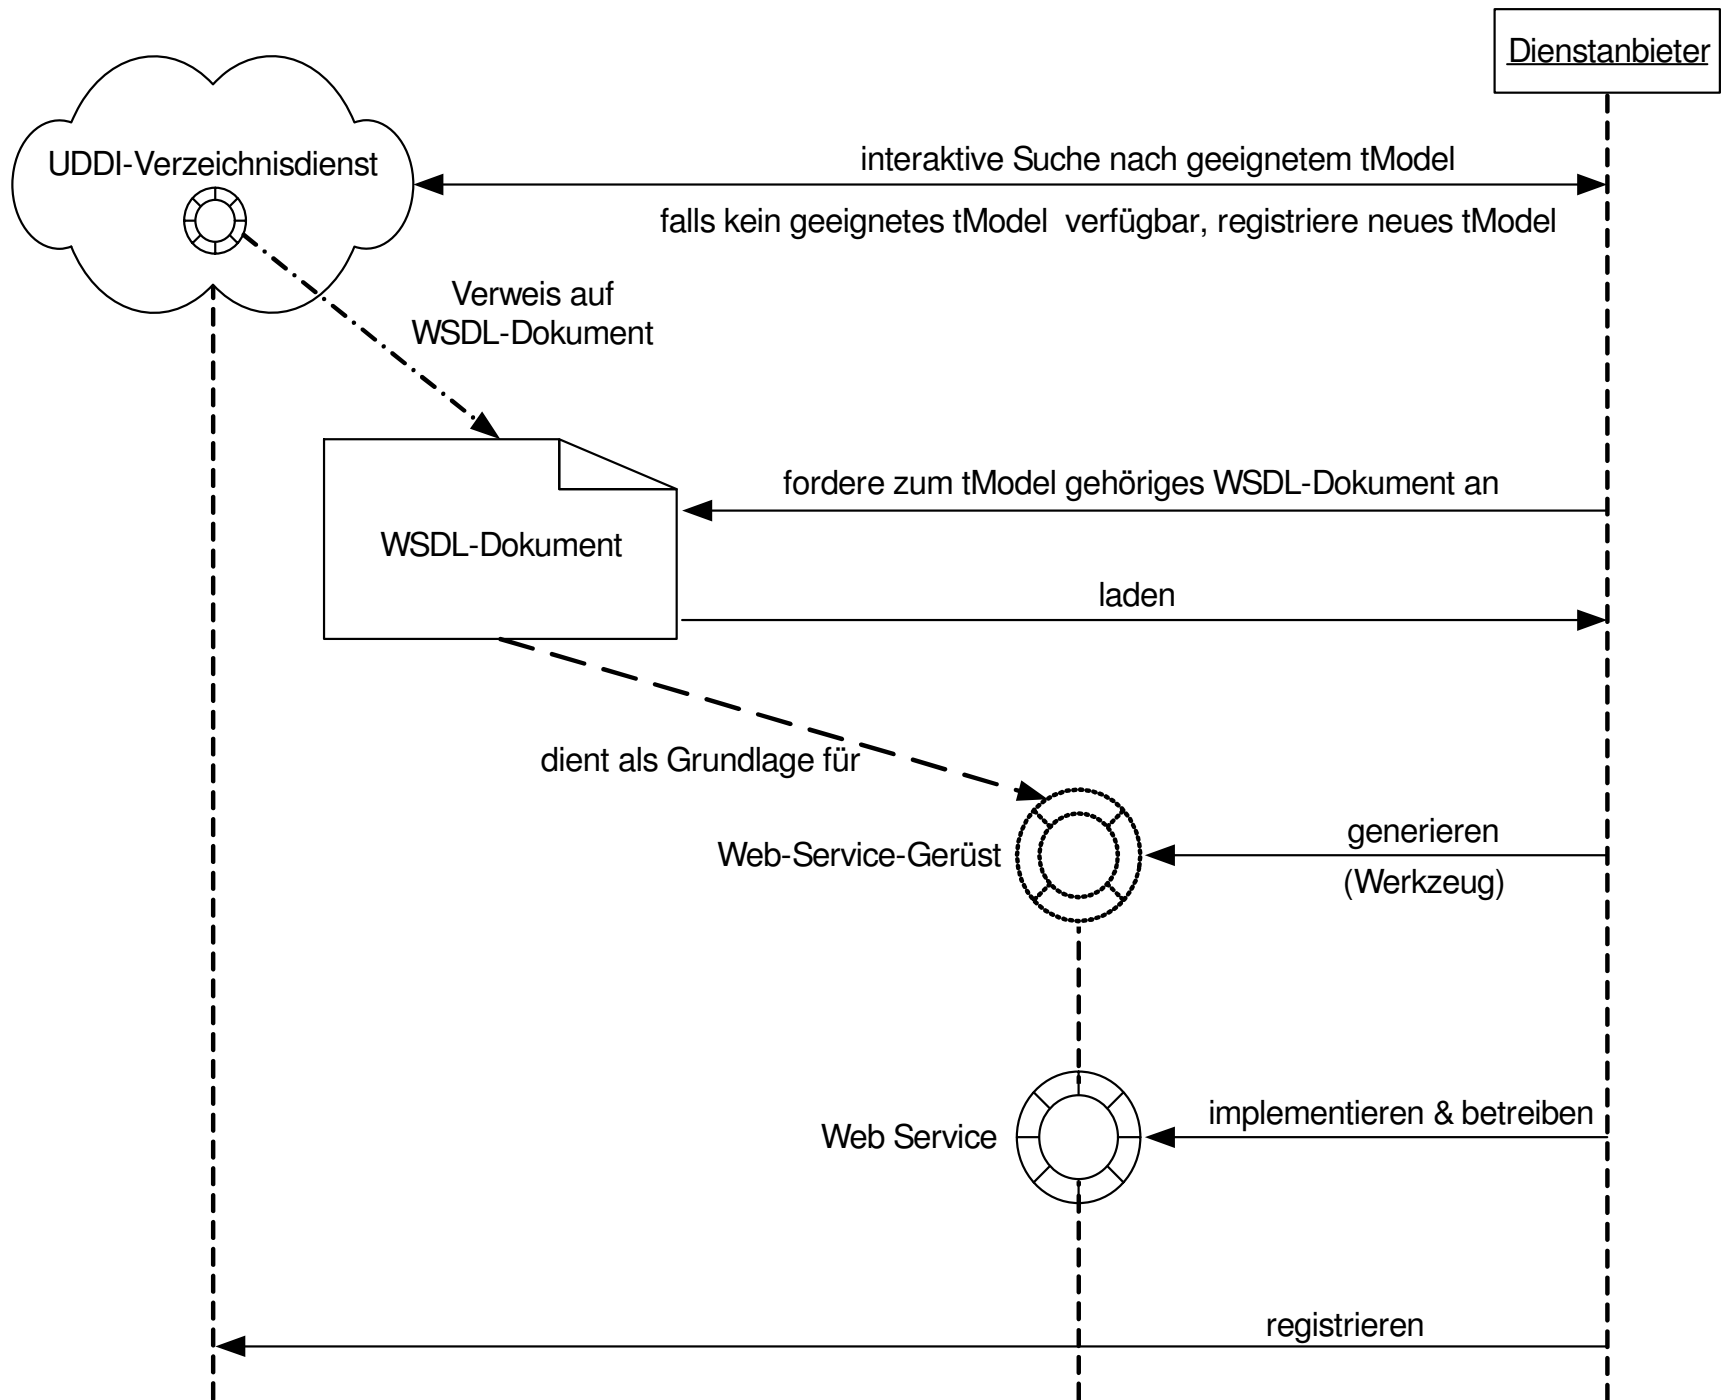 Dienstanbieter
UDDI-Verzeichnisdienst
interaktive Suche nach geeignetem tModel
falls kein geeignetes tModel verfügbar, registriere neues tModel
Verweis auf
WSDL-Dokument
fordere zum tModel gehöriges WSDL-Dokument an
WSDL-Dokument
laden
dient als Grundlage für
generieren
Web-Service-Gerüst
(Werkzeug)
implementieren & betreiben
Web Service
registrieren